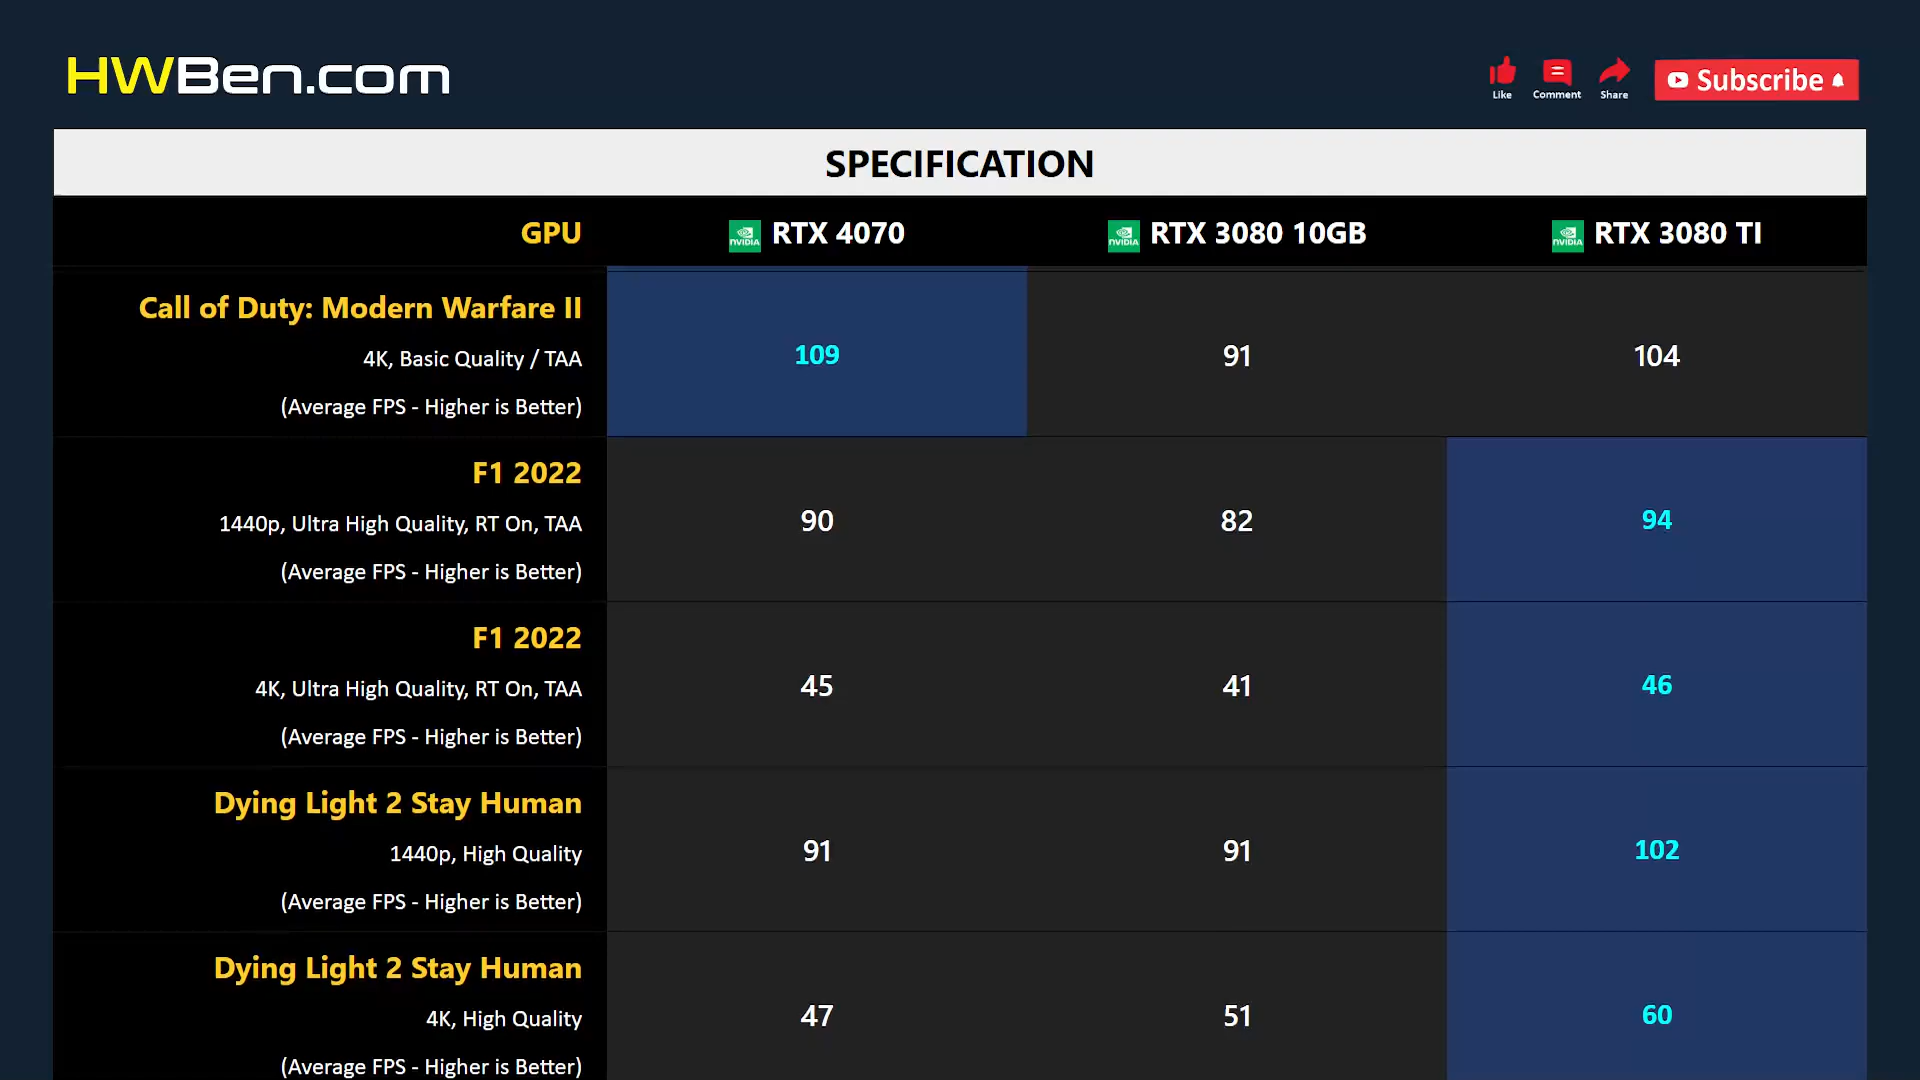 HWBen.com
Like Comment Share Subscribe
SPECIFICATION
GPU NVIDIA RTX 4070 NVIDIA RTX 3080 10GB NVIDIA RTX 3080 TI
Call of Duty: Modern Warfare II
4K, Basic Quality / TAA
(Average FPS - Higher is Better)
109 91 104
F1 2022
1440p, Ultra High Quality, RT On, TAA
(Average FPS - Higher is Better)
90 82 94
F1 2022
4K, Ultra High Quality, RT On, TAA
(Average FPS - Higher is Better)
45 41 46
Dying Light 2 Stay Human
1440p, High Quality
(Average FPS - Higher is Better)
91 91 102
Dying Light 2 Stay Human
4K, High Quality
(Average FPS - Higher is Better)
47 51 60